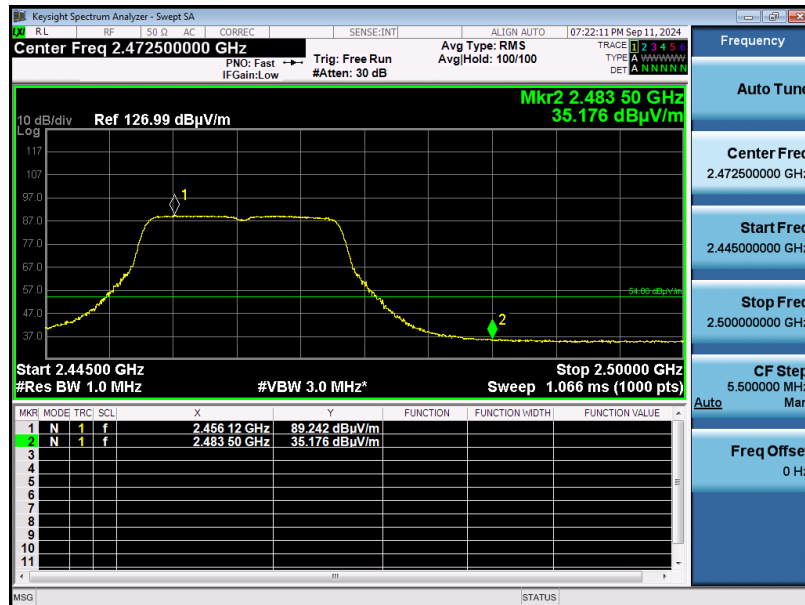 Keysight Spectrum Analyzer - Swept SA
LXI RL RF 50 Ω AC CORREC SENSE:INT ALIGN AUTO 07:22:11 PM Sep 11, 2024
Center Freq 2.472500000 GHz
PNO: Fast
IFGain:Low
Trig: Free Run
#Atten: 30 dB
Avg Type: RMS
Avg|Hold: 100/100
TRACE 1 2 3 4 5 6
TYPE A WWWWW
DET A N N N N N
Mkr2 2.483 50 GHz
35.176 dBµV/m
10 dB/div Ref 126.99 dBµV/m
Log
117
107
97.0
87.0
77.0
67.0
57.0
47.0
37.0
1
54.00 dBµV/m
2
Start 2.44500 GHz Stop 2.50000 GHz
#Res BW 1.0 MHz #VBW 3.0 MHz* Sweep 1.066 ms (1000 pts)
MKR MODE TRC SCL X Y FUNCTION FUNCTION WIDTH FUNCTION VALUE
1 N 1 f 2.456 12 GHz 89.242 dBµV/m
2 N 1 f 2.483 50 GHz 35.176 dBµV/m
3
4
5
6
7
8
9
10
11
MSG STATUS
Frequency
Auto Tune
Center Freq
2.472500000 GHz
Start Freq
2.445000000 GHz
Stop Freq
2.500000000 GHz
CF Step
5.500000 MHz
Auto Man
Freq Offset
0 Hz